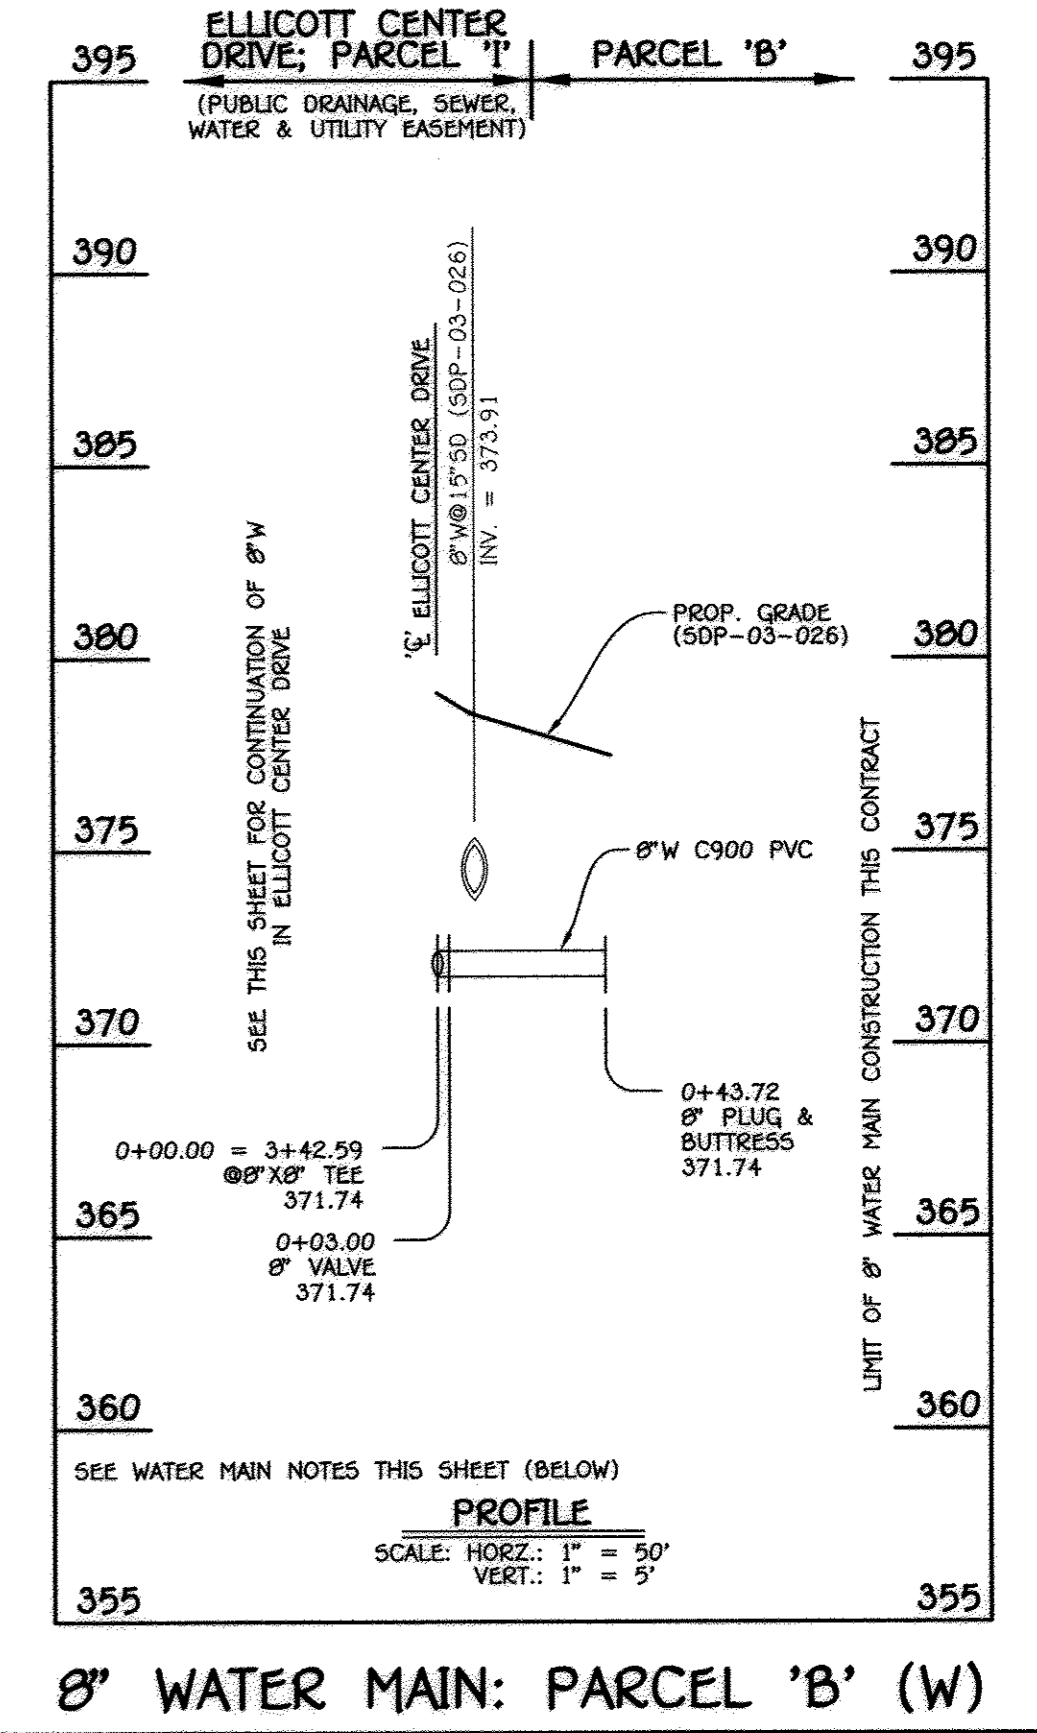 ELLICOTT CENTER
DRIVE; PARCEL 'I'
PARCEL 'B'
(PUBLIC DRAINAGE, SEWER,
WATER & UTILITY EASEMENT)
395
395
390
390
385
385
380
380
375
375
370
370
365
365
360
360
355
355
SEE THIS SHEET FOR CONTINUATION OF 8"W
IN ELLICOTT CENTER DRIVE
℄ ELLICOTT CENTER DRIVE
8"W@15"SD (SDP-03-026)
INV. = 373.91
PROP. GRADE
(SDP-03-026)
8"W C900 PVC
LIMIT OF 8" WATER MAIN CONSTRUCTION THIS CONTRACT
0+43.72
8" PLUG &
BUTTRESS
371.74
0+00.00 = 3+42.59
@8"X8" TEE
371.74
0+03.00
8" VALVE
371.74
SEE WATER MAIN NOTES THIS SHEET (BELOW)
PROFILE
SCALE: HORZ.: 1" = 50'
VERT.: 1" = 5'
8" WATER MAIN: PARCEL 'B' (W)